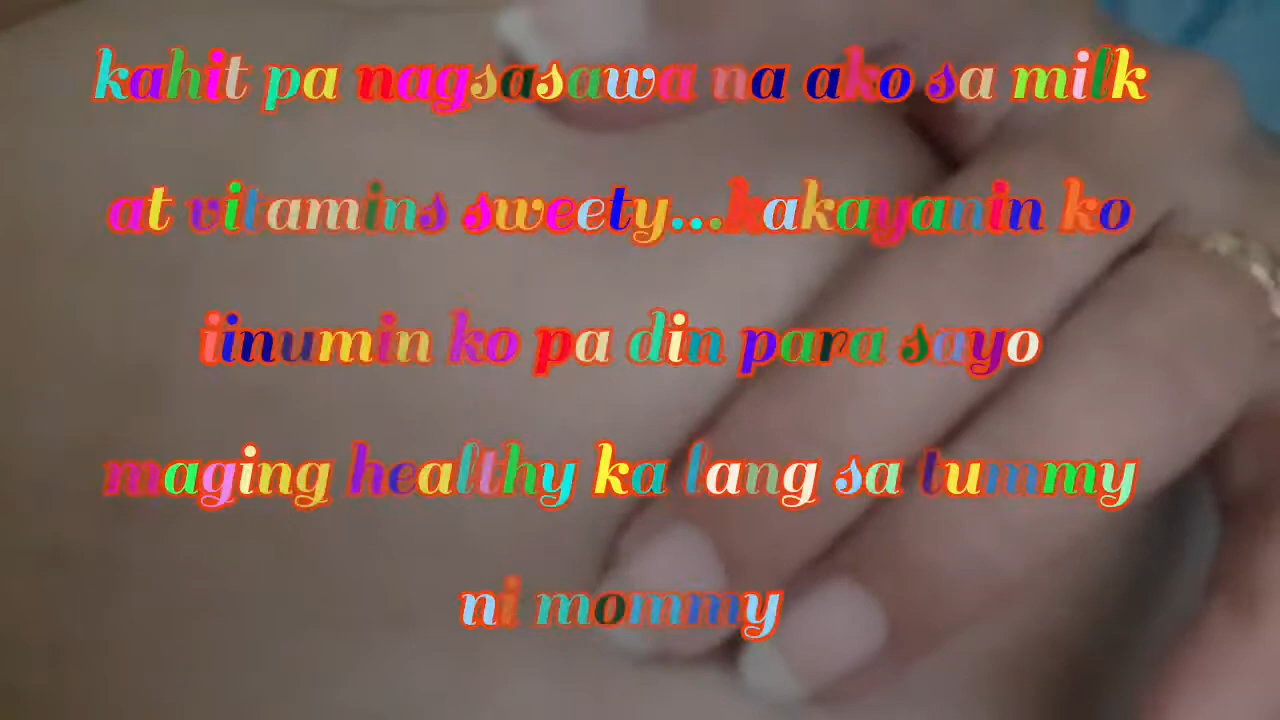 kahit pa nagsasawa na ako sa milk
at vitamins sweety...kakayanin ko
iinumin ko pa din para sayo
maging healthy ka lang sa tummy
ni mommy